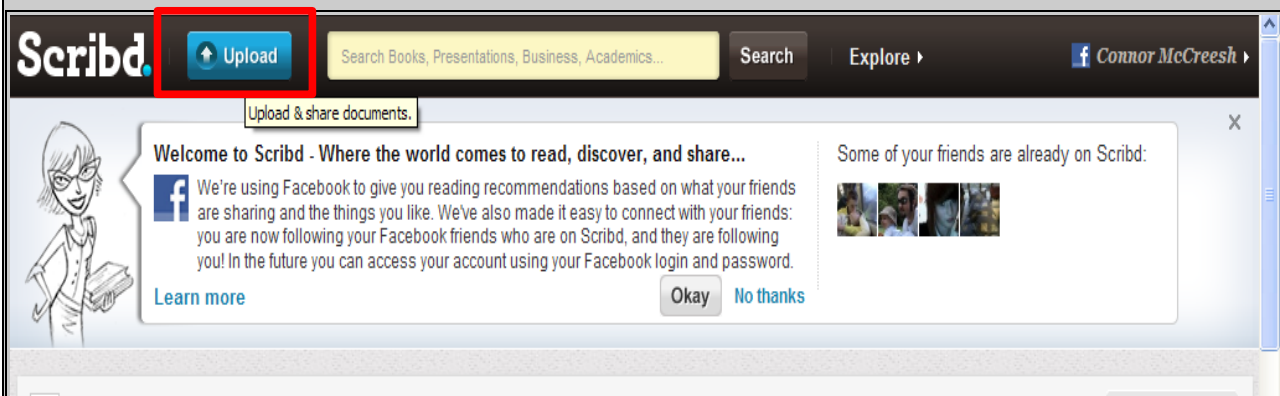 Scribd.
Upload
Search Books, Presentations, Business, Academics...
Search
Explore
Connor McCreesh
Upload & share documents.
Welcome to Scribd - Where the world comes to read, discover, and share...
We're using Facebook to give you reading recommendations based on what your friends
are sharing and the things you like. We've also made it easy to connect with your friends:
you are now following your Facebook friends who are on Scribd, and they are following
you! In the future you can access your account using your Facebook login and password.
Learn more
Okay
No thanks
Some of your friends are already on Scribd: